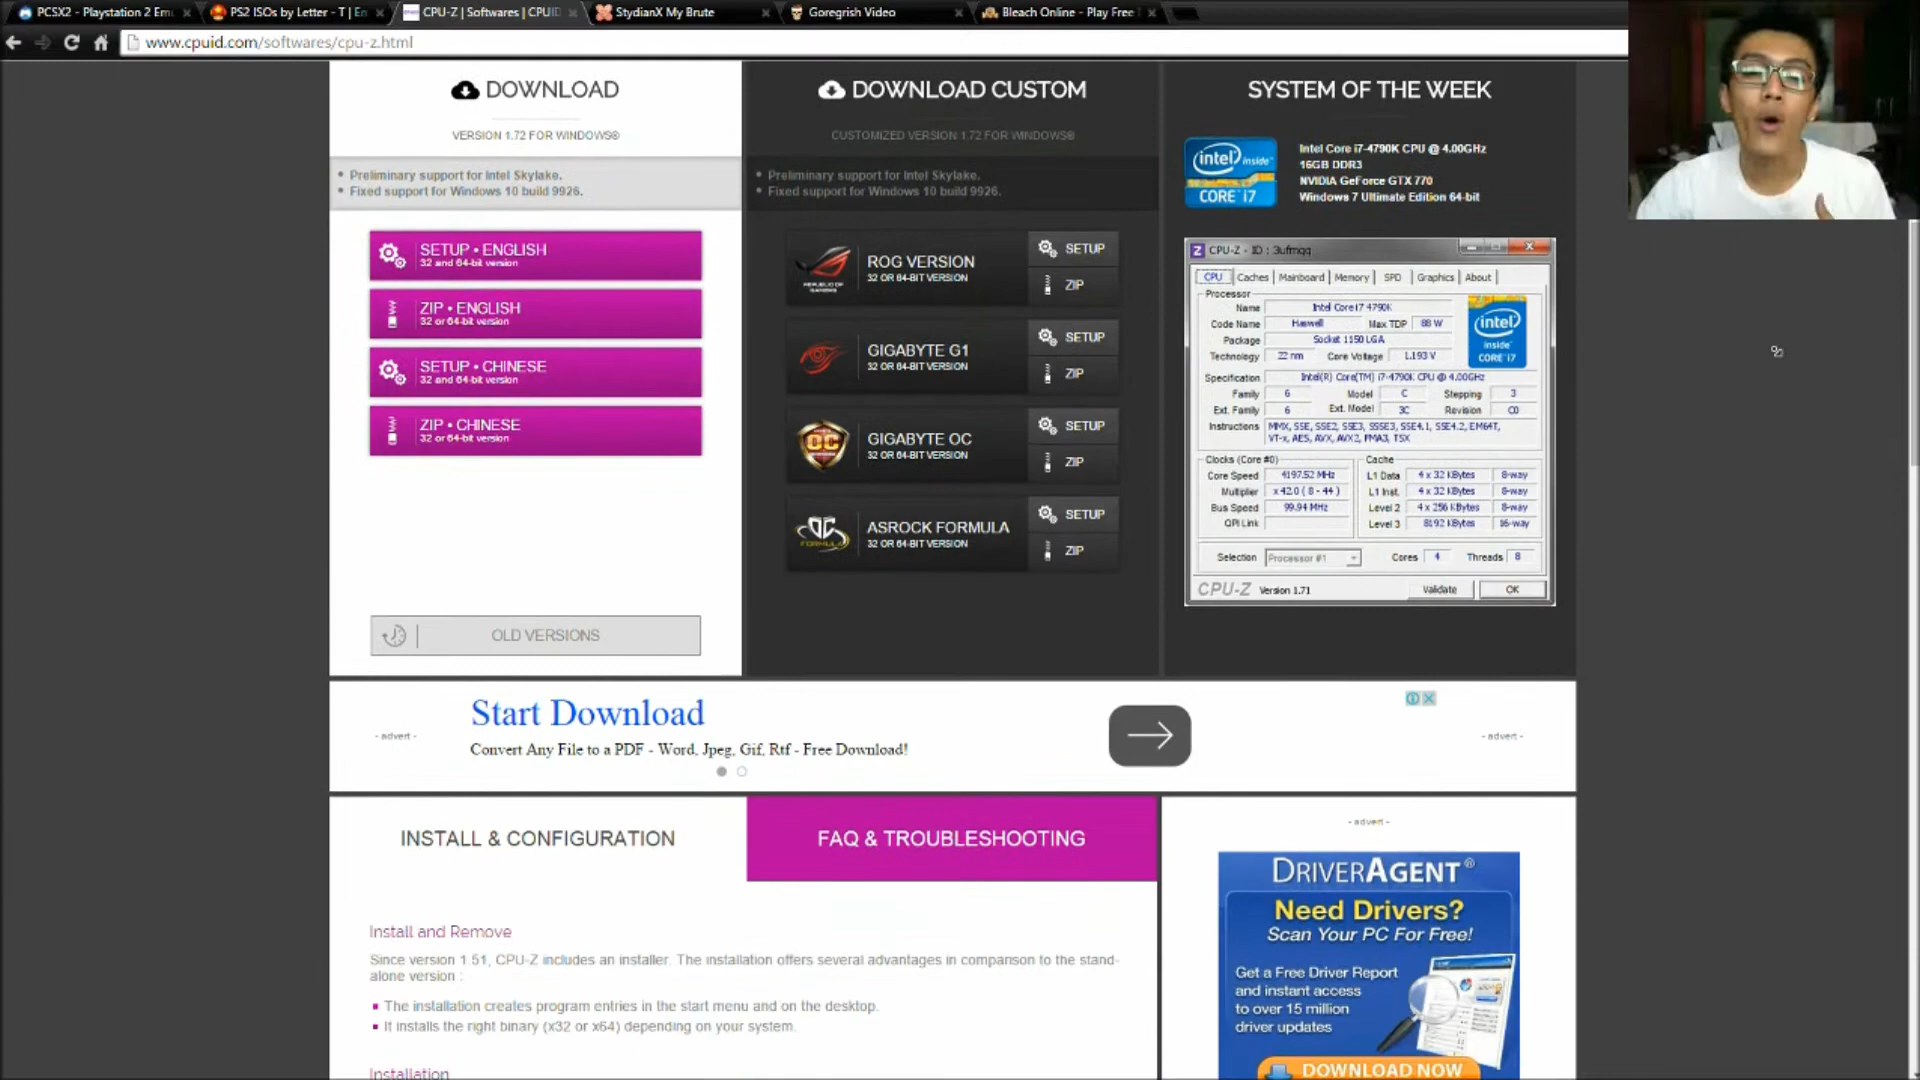 PCSX2 - Playstation 2 Emu
PS2 ISOs by Letter - T | En
CPU-Z | Softwares | CPUID
StydianX My Brute
Goregrish Video
Bleach Online - Play Free
www.cpuid.com/softwares/cpu-z.html
DOWNLOAD
VERSION 1.72 FOR WINDOWS®
Preliminary support for Intel Skylake.
Fixed support for Windows 10 build 9926.
SETUP • ENGLISH
32 and 64-bit version
ZIP • ENGLISH
32 or 64-bit version
SETUP • CHINESE
32 and 64-bit version
ZIP • CHINESE
32 or 64-bit version
OLD VERSIONS
DOWNLOAD CUSTOM
CUSTOMIZED VERSION 1.72 FOR WINDOWS®
Preliminary support for Intel Skylake.
Fixed support for Windows 10 build 9926.
REPUBLIC OF GAMERS
ROG VERSION
32 OR 64-BIT VERSION
SETUP
ZIP
GIGABYTE G1
32 OR 64-BIT VERSION
SETUP
ZIP
OC
GIGABYTE OC
32 OR 64-BIT VERSION
SETUP
ZIP
OC FORMULA
ASROCK FORMULA
32 OR 64-BIT VERSION
SETUP
ZIP
SYSTEM OF THE WEEK
intel inside
CORE i7
Intel Core i7-4790K CPU @ 4.00GHz
16GB DDR3
NVIDIA GeForce GTX 770
Windows 7 Ultimate Edition 64-bit
CPU-Z - ID : 3ufmqq
CPU Caches Mainboard Memory SPD Graphics About
Processor
Name Intel Core i7 4790K
Code Name Haswell Max TDP 88 W
Package Socket 1150 LGA
Technology 22 nm Core Voltage 1.193 V
intel inside
CORE i7
Specification Intel(R) Core(TM) i7-4790K CPU @ 4.00GHz
Family 6 Model C Stepping 3
Ext. Family 6 Ext. Model 3C Revision C0
Instructions MMX, SSE, SSE2, SSE3, SSSE3, SSE4.1, SSE4.2, EM64T,
VT-x, AES, AVX, AVX2, FMA3, TSX
Clocks (Core #0)
Core Speed 4197.52 MHz
Multiplier x 42.0 ( 8 - 44 )
Bus Speed 99.94 MHz
QPI Link
Cache
L1 Data 4 x 32 KBytes 8-way
L1 Inst. 4 x 32 KBytes 8-way
Level 2 4 x 256 KBytes 8-way
Level 3 8192 KBytes 16-way
Selection Processor #1 Cores 4 Threads 8
CPU-Z Version 1.71 Validate OK
- advert -
Start Download
Convert Any File to a PDF - Word, Jpeg, Gif, Rtf - Free Download!
- advert -
INSTALL & CONFIGURATION
FAQ & TROUBLESHOOTING
Install and Remove
Since version 1.51, CPU-Z includes an installer. The installation offers several advantages in comparison to the stand-
alone version :
The installation creates program entries in the start menu and on the desktop.
It installs the right binary (x32 or x64) depending on your system.
Installation
- advert -
DRIVERAGENT®
Need Drivers?
Scan Your PC For Free!
Get a Free Driver Report
and instant access
to over 15 million
driver updates
DOWNLOAD NOW